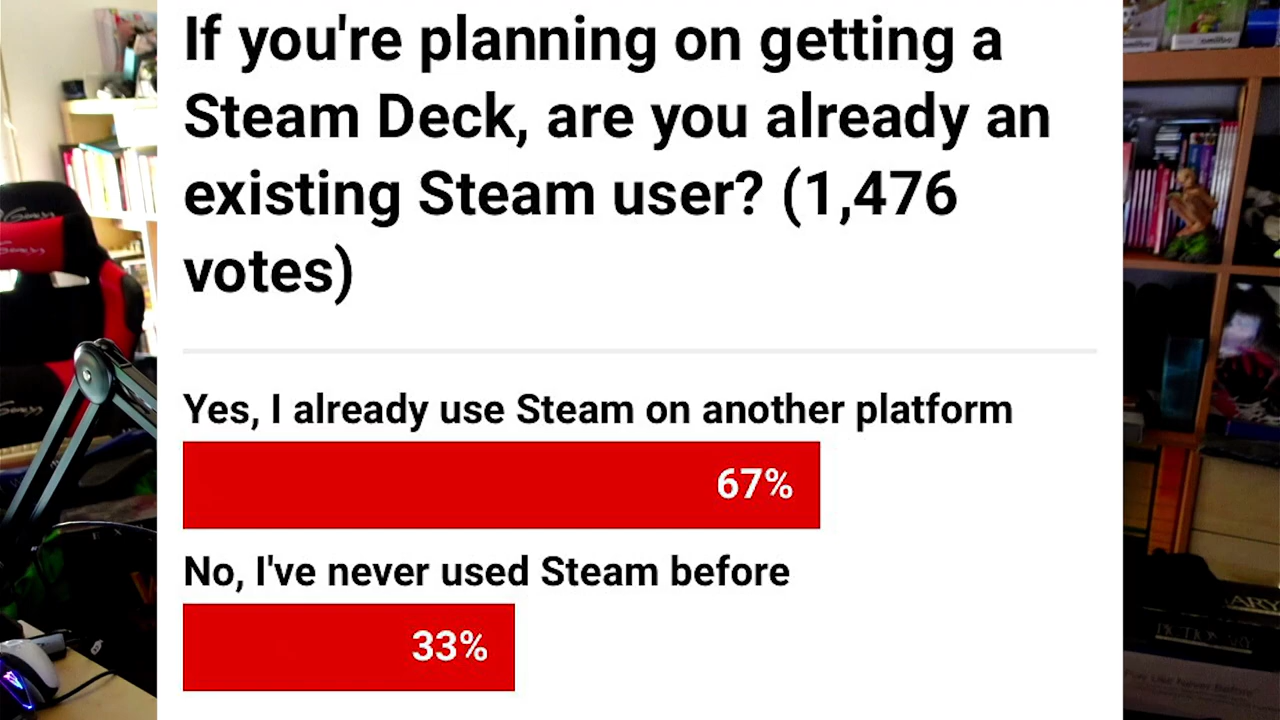 If you're planning on getting a
Steam Deck, are you already an
existing Steam user? (1,476
votes)
Yes, I already use Steam on another platform
67%
No, I've never used Steam before
33%
amiibo